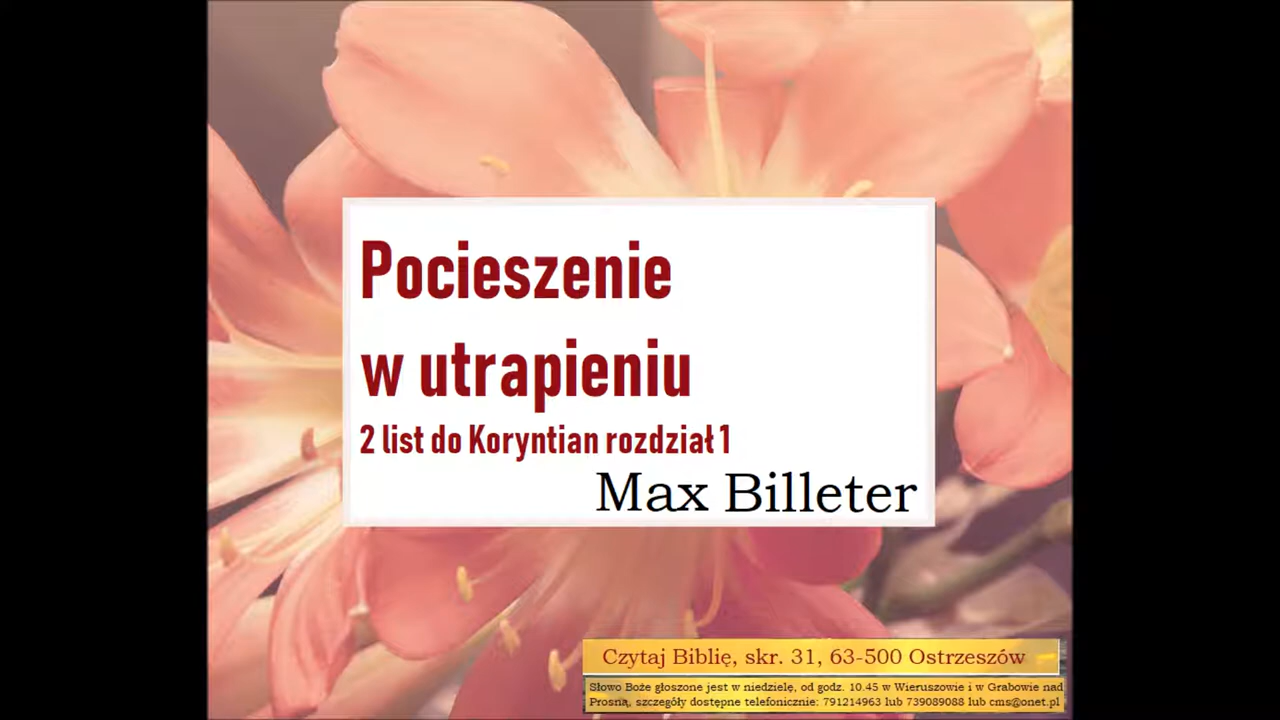 Pocieszenie
w utrapieniu
2 list do Koryntian rozdział 1
Max Billeter
Czytaj Biblię, skr. 31, 63-500 Ostrzeszów
Słowo Boże głoszone jest w niedzielę, od godz. 10.45 w Wieruszowie i w Grabowie nad
Prosną, szczegóły dostępne telefonicznie: 791214963 lub 739089088 lub cms@onet.pl